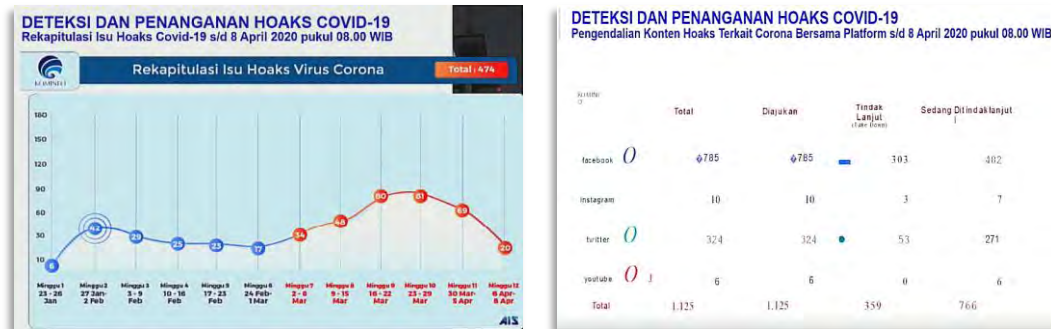 DETEKSI DAN PENANGANAN HOAKS COVID-19
Rekapitulasi Isu Hoaks Covid-19 s/d 8 April 2020 pukul 08.00 WIB
KOMINFO
Rekapitulasi Isu Hoaks Virus Corona
Total : 474
180
150
120
90
60
30
10
6
42
29
25
23
17
34
48
80
81
69
20
Minggu 1 23 - 26 Jan
Minggu 2 27 Jan- 2 Feb
Minggu 3 3 - 9 Feb
Minggu 4 10 - 16 Feb
Minggu 5 17 - 23 Feb
Minggu 6 24 Feb- 1 Mar
Minggu 7 2 - 8 Mar
Minggu 8 9 - 15 Mar
Minggu 9 16 - 22 Mar
Minggu 10 23 - 29 Mar
Minggu 11 30 Mar- 5 Apr
Minggu 12 6 Apr- 8 Apr
AIS
DETEKSI DAN PENANGANAN HOAKS COVID-19
Pengendalian Konten Hoaks Terkait Corona Bersama Platform s/d 8 April 2020 pukul 08.00 WIB
Total Diajukan Tindak Lanjut (Take Down) Sedang Ditindaklanjut
facebook �785 �785 303 402
instagram 10 10 3 7
twitter 324 324 53 271
youtube 6 6 0 6
Total 1.125 1.125 359 766